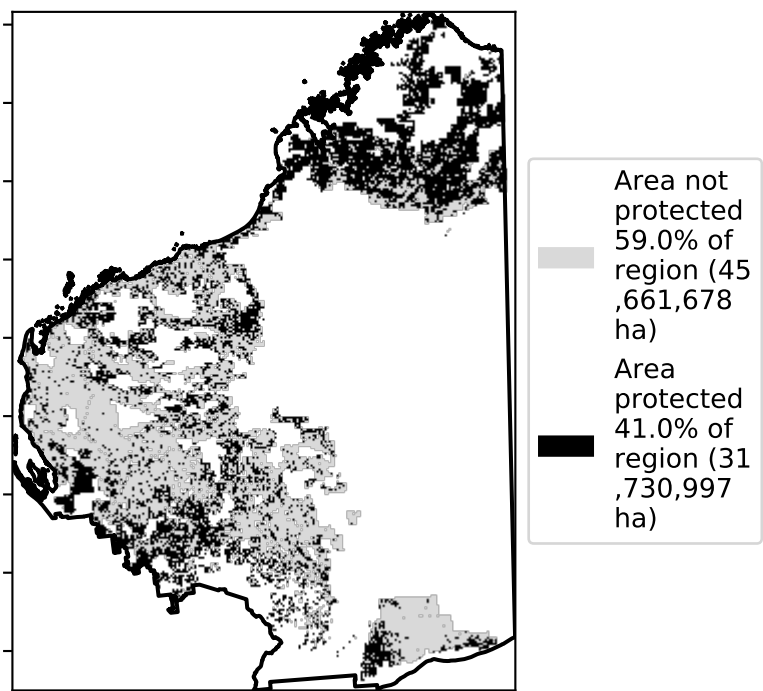 Area not
protected
59.0% of
region (45
,661,678
ha)
Area
protected
41.0% of
region (31
,730,997
ha)